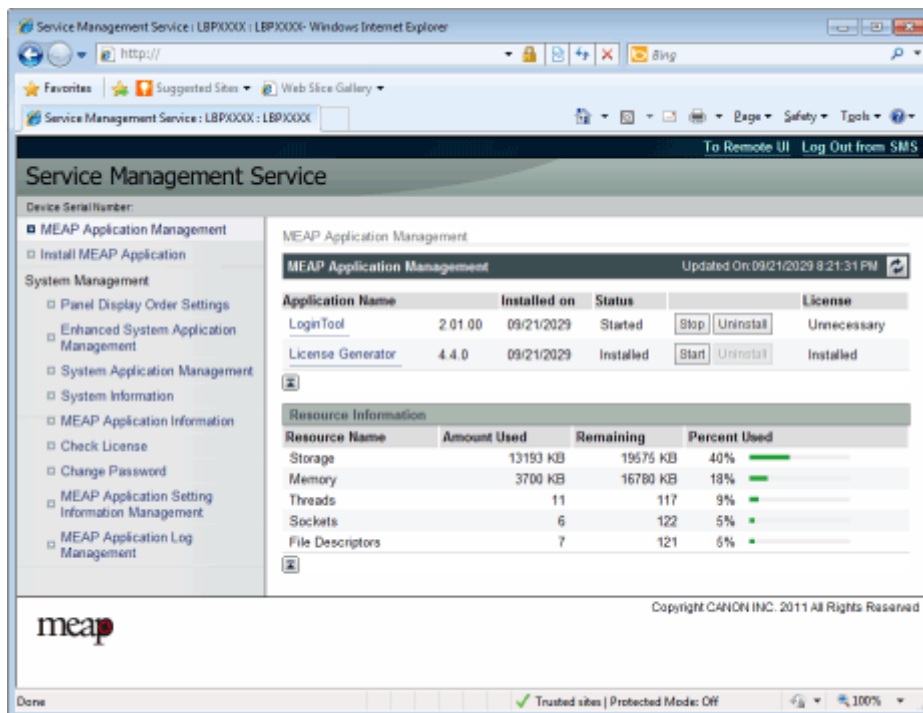 Service Management Service : LBPXXXX : LBPXXXX- Windows Internet Explorer
http://
Bing
Favorites Suggested Sites Web Slice Gallery
Service Management Service : LBPXXXX : LBPXXXX Page Safety Tools
To Remote UI Log Out from SMS
Service Management Service
Device Serial Number:
MEAP Application Management
Install MEAP Application
System Management
Panel Display Order Settings
Enhanced System Application
Management
System Application Management
System Information
MEAP Application Information
Check License
Change Password
MEAP Application Setting
Information Management
MEAP Application Log
Management
MEAP Application Management
MEAP Application Management Updated On:09/21/2029 8:21:31 PM
Application Name Installed on Status License
LoginTool 2.01.00 09/21/2029 Started Stop Uninstall Unnecessary
License Generator 4.4.0 09/21/2029 Installed Start Uninstall Installed
Resource Information
Resource Name Amount Used Remaining Percent Used
Storage 13193 KB 19575 KB 40%
Memory 3700 KB 16780 KB 18%
Threads 11 117 9%
Sockets 6 122 5%
File Descriptors 7 121 6%
Copyright CANON INC. 2011 All Rights Reserved
meap
Done Trusted sites | Protected Mode: Off 100%